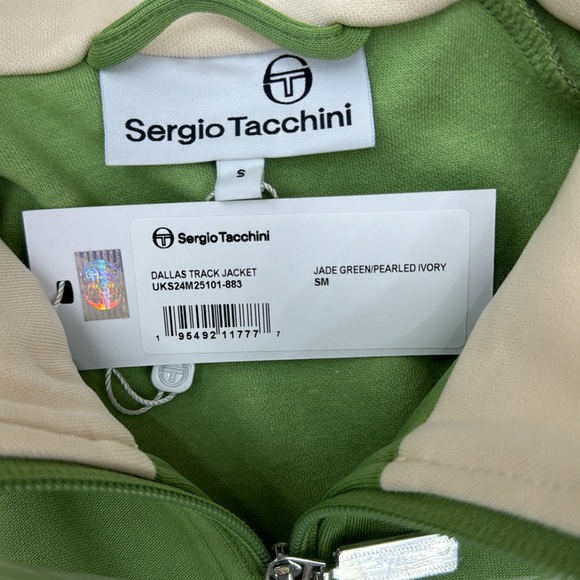 Sergio Tacchini
S
Sergio Tacchini
DALLAS TRACK JACKET
UKS24M25101-883
JADE GREEN/PEARLED IVORY
SM
1 95492 11777 7